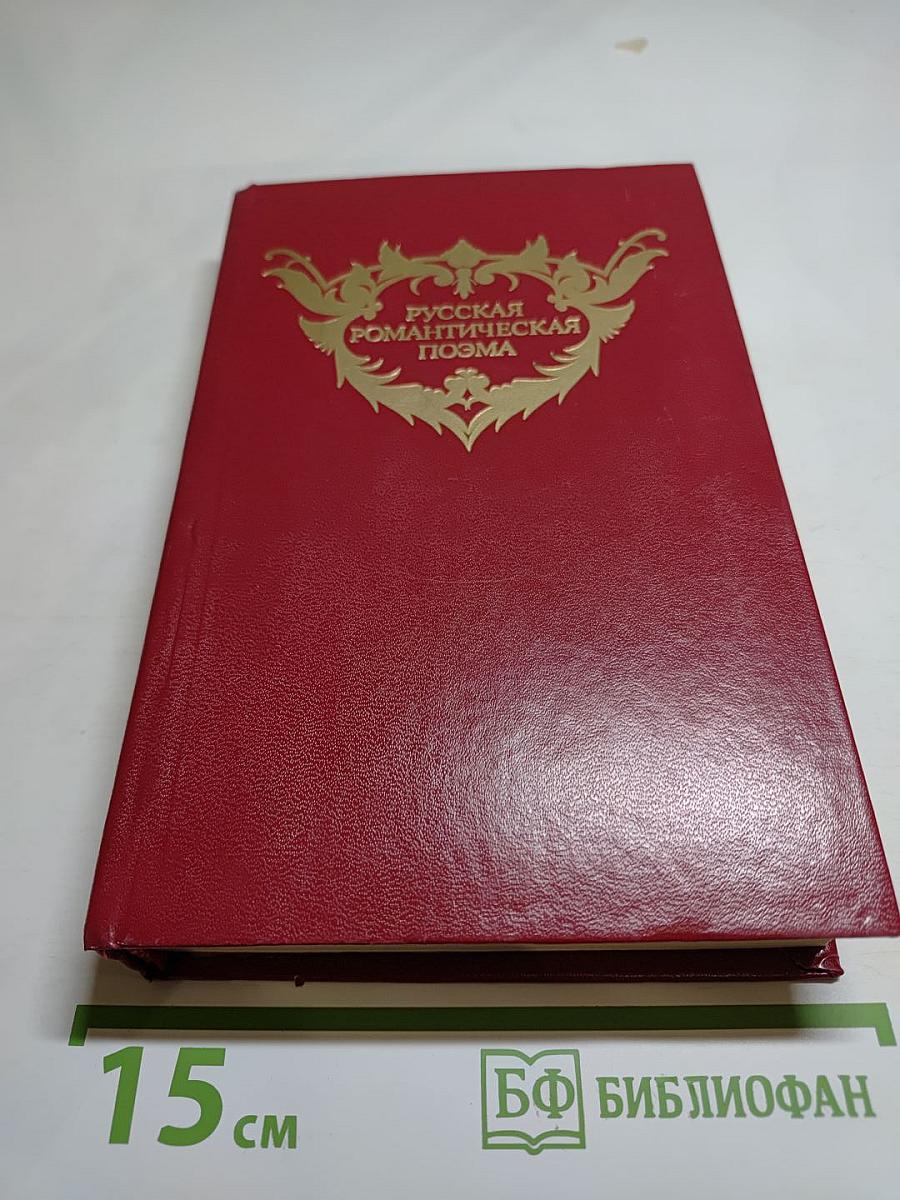 РУССКАЯ
РОМАНТИЧЕСКАЯ
ПОЭМА
15 см
БФ БИБЛИОФАН